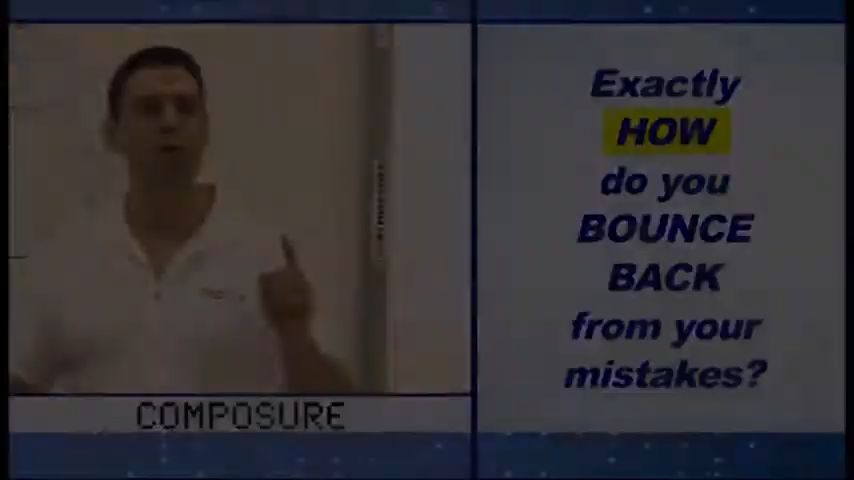 COMPOSURE
Exactly
HOW
do you
BOUNCE
BACK
from your
mistakes?